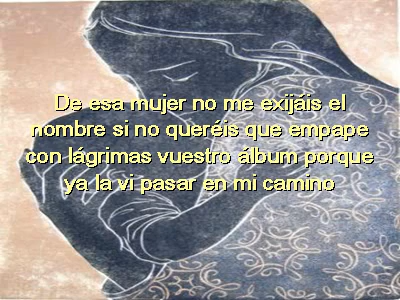 De esa mujer no me exijáis el
nombre si no queréis que empape
con lágrimas vuestro álbum porque
ya la vi pasar en mi camino